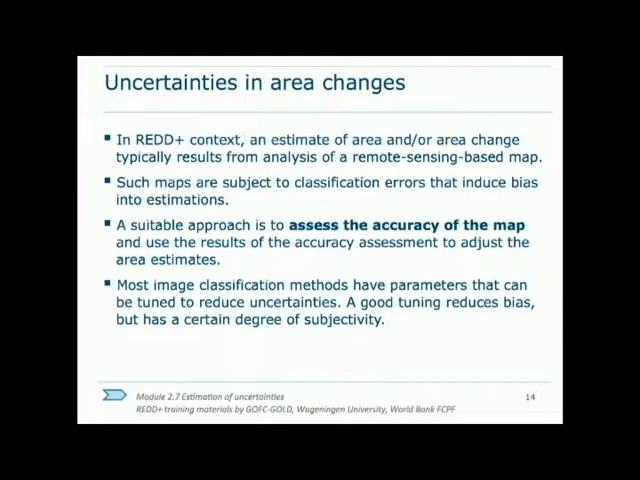 Uncertainties in area changes
In REDD+ context, an estimate of area and/or area change
typically results from analysis of a remote-sensing-based map.
Such maps are subject to classification errors that induce bias
into estimations.
A suitable approach is to assess the accuracy of the map
and use the results of the accuracy assessment to adjust the
area estimates.
Most image classification methods have parameters that can
be tuned to reduce uncertainties. A good tuning reduces bias,
but has a certain degree of subjectivity.
Module 2.7 Estimation of uncertainties
REDD+ training materials by GOFC-GOLD, Wageningen University, World Bank FCPF
14